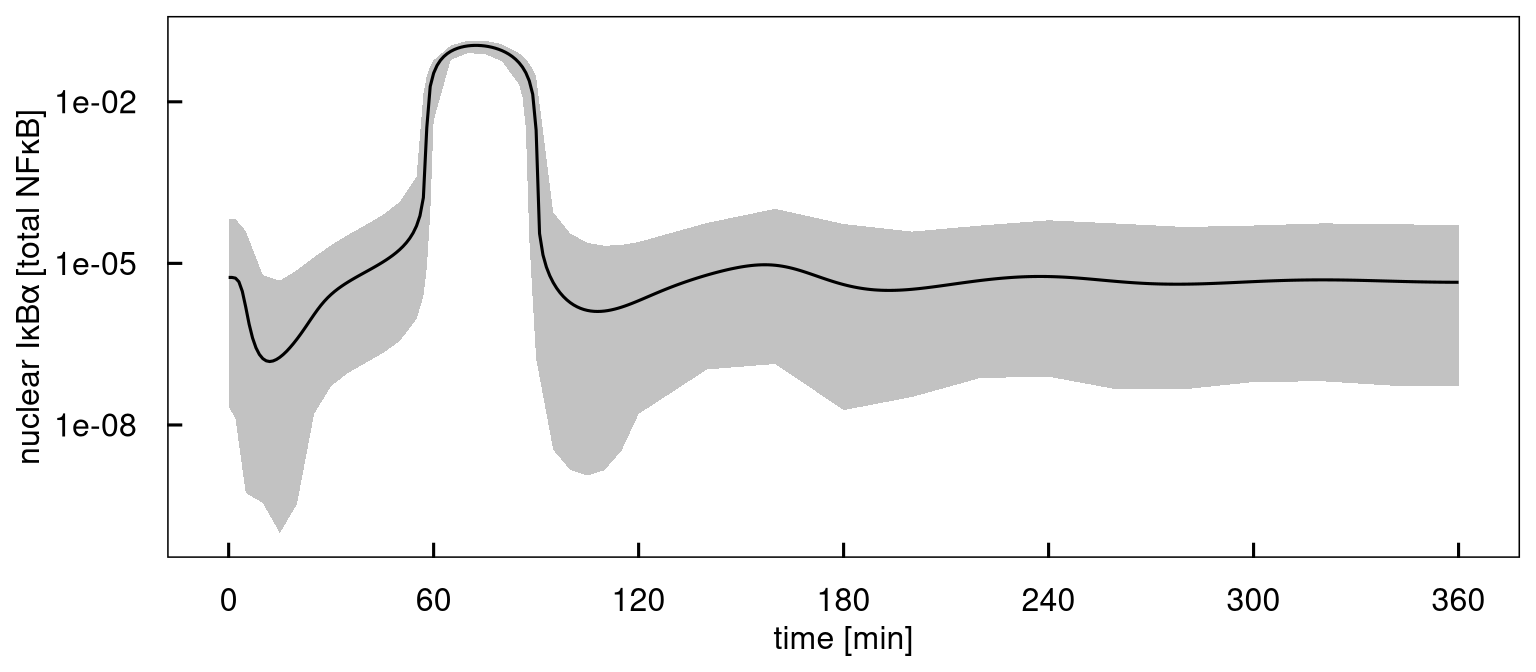 nuclear IκBα [total NFκB]
1e-02
1e-05
1e-08
0 60 120 180 240 300 360
time [min]